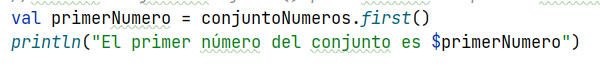 val primerNumero = conjuntoNumeros.first()
println("El primer número del conjunto es $primerNumero")